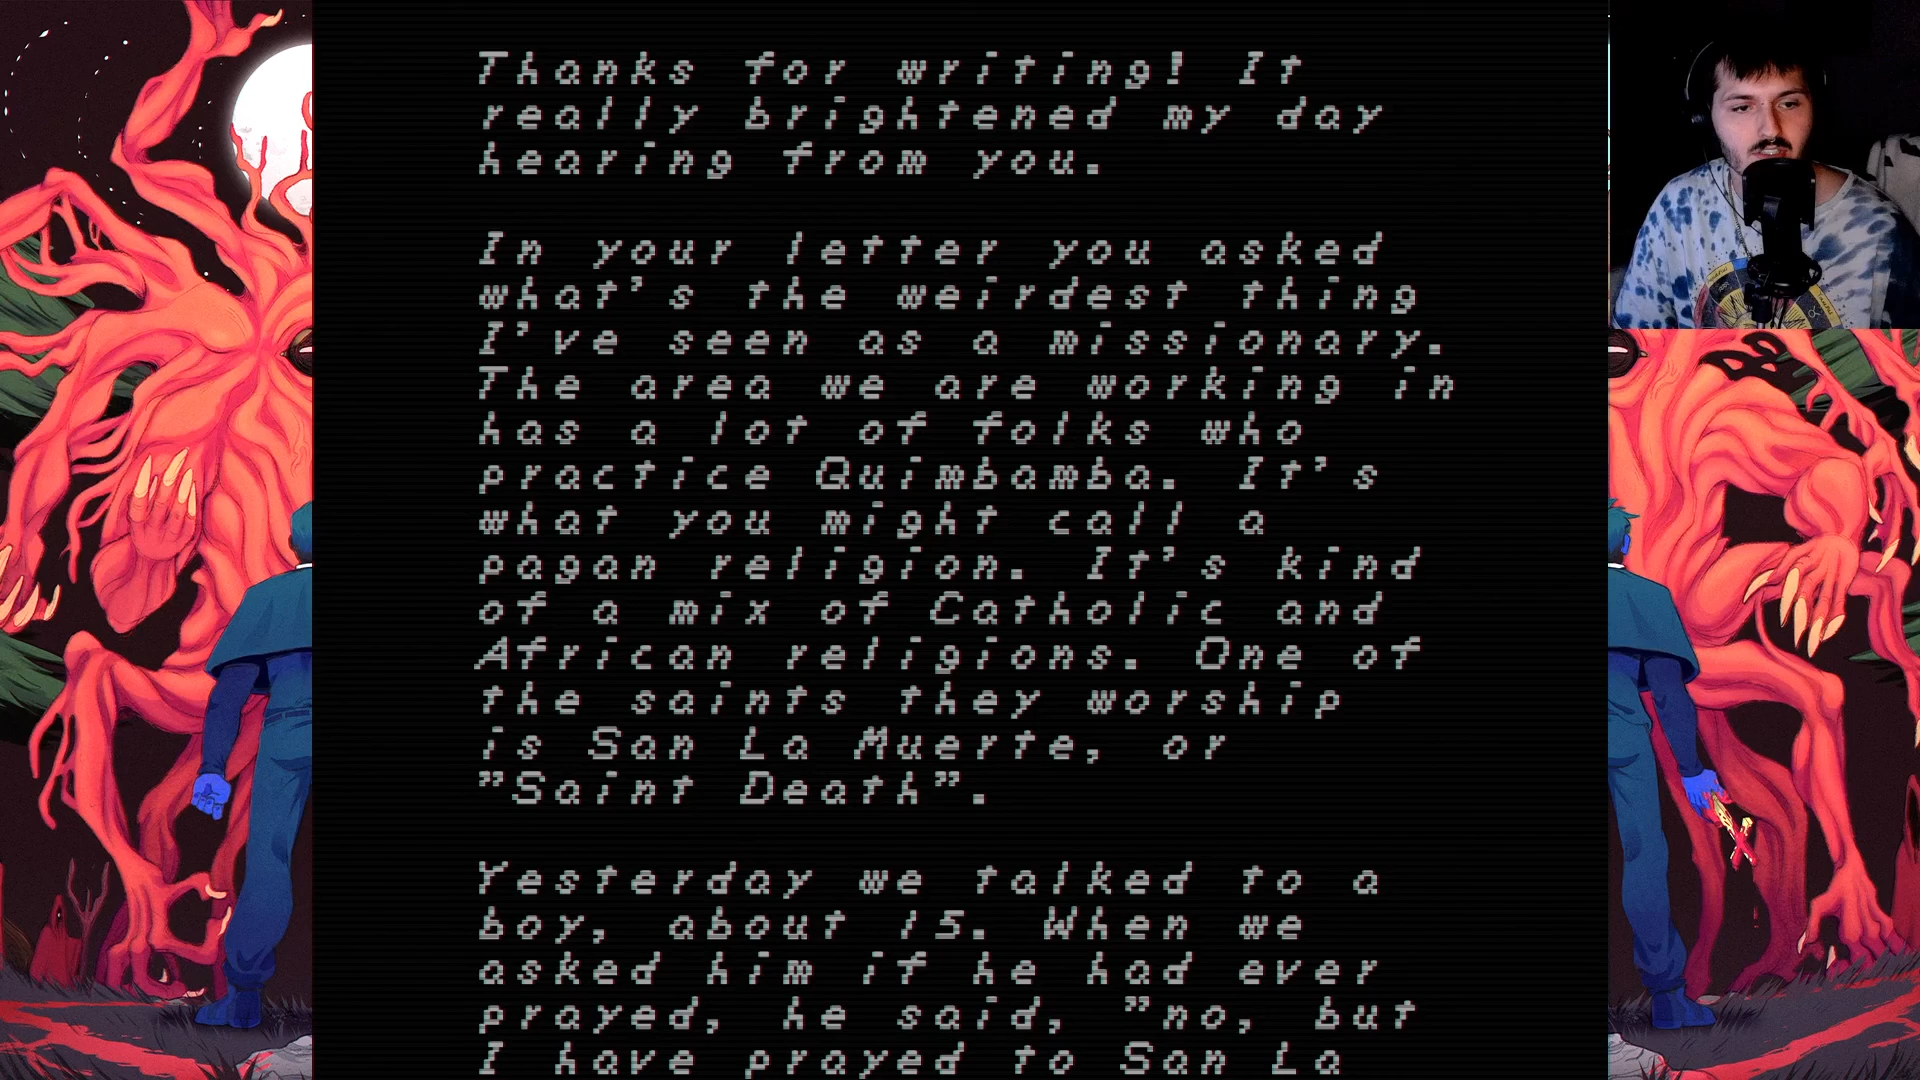 Thanks for writing! It
really brightened my day
hearing from you.
In your letter you asked
what's the weirdest thing
I've seen as a missionary.
The area we are working in
has a lot of folks who
practice Quimbamba. It's
what you might call a
pagan religion. It's kind
of a mix of Catholic and
African religions. One of
the saints they worship
is San La Muerte, or
"Saint Death".
Yesterday we talked to a
boy, about 15. When we
asked him if he had ever
prayed, he said, "no, but
I have prayed to San La